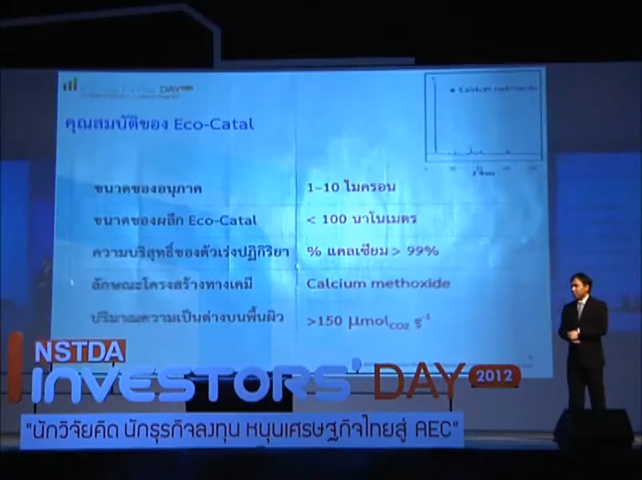 DAY
คุณสมบัติของ Eco-Catal
Calcium methoxide
ขนาดของอนุภาค 1-10 ไมครอน
ขนาดของผลึก Eco-Catal < 100 นาโนเมตร
ความบริสุทธิ์ของตัวเร่งปฏิกิริยา % แคลเซียม > 99%
ลักษณะโครงสร้างทางเคมี Calcium methoxide
ปริมาณความเป็นด่างบนพื้นผิว >150 µmolCO2 g-1
NSTDA
INVESTORS' DAY 2012
"นักวิจัยคิด นักธุรกิจลงทุน หนุนเศรษฐกิจไทยสู่ AEC"